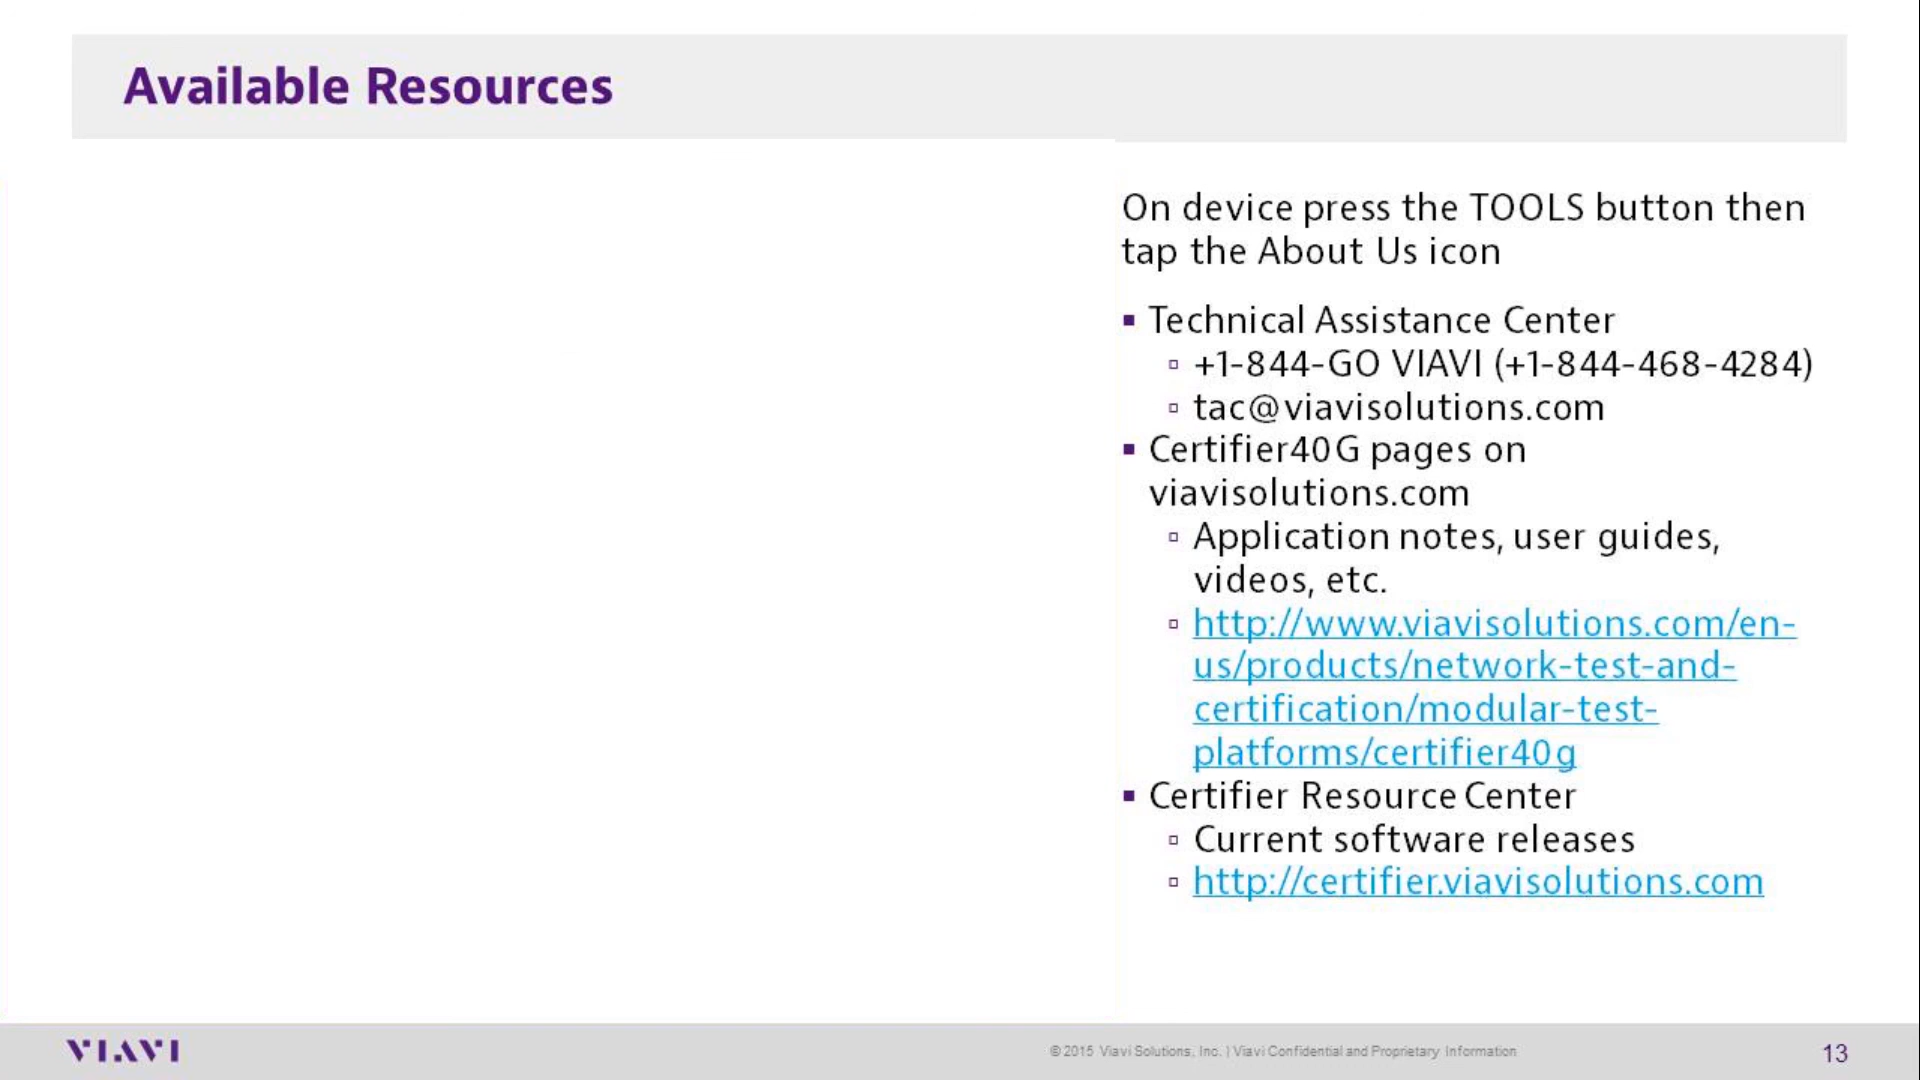 Available Resources
On device press the TOOLS button then
tap the About Us icon
▪ Technical Assistance Center
▫ +1-844-GO VIAVI (+1-844-468-4284)
▫ tac@viavisolutions.com
▪ Certifier40G pages on
viavisolutions.com
▫ Application notes, user guides,
videos, etc.
▫ http://www.viavisolutions.com/en-
us/products/network-test-and-
certification/modular-test-
platforms/certifier40g
▪ Certifier Resource Center
▫ Current software releases
▫ http://certifier.viavisolutions.com
VIAVI
© 2015 Viavi Solutions, Inc. | Viavi Confidential and Proprietary Information
13